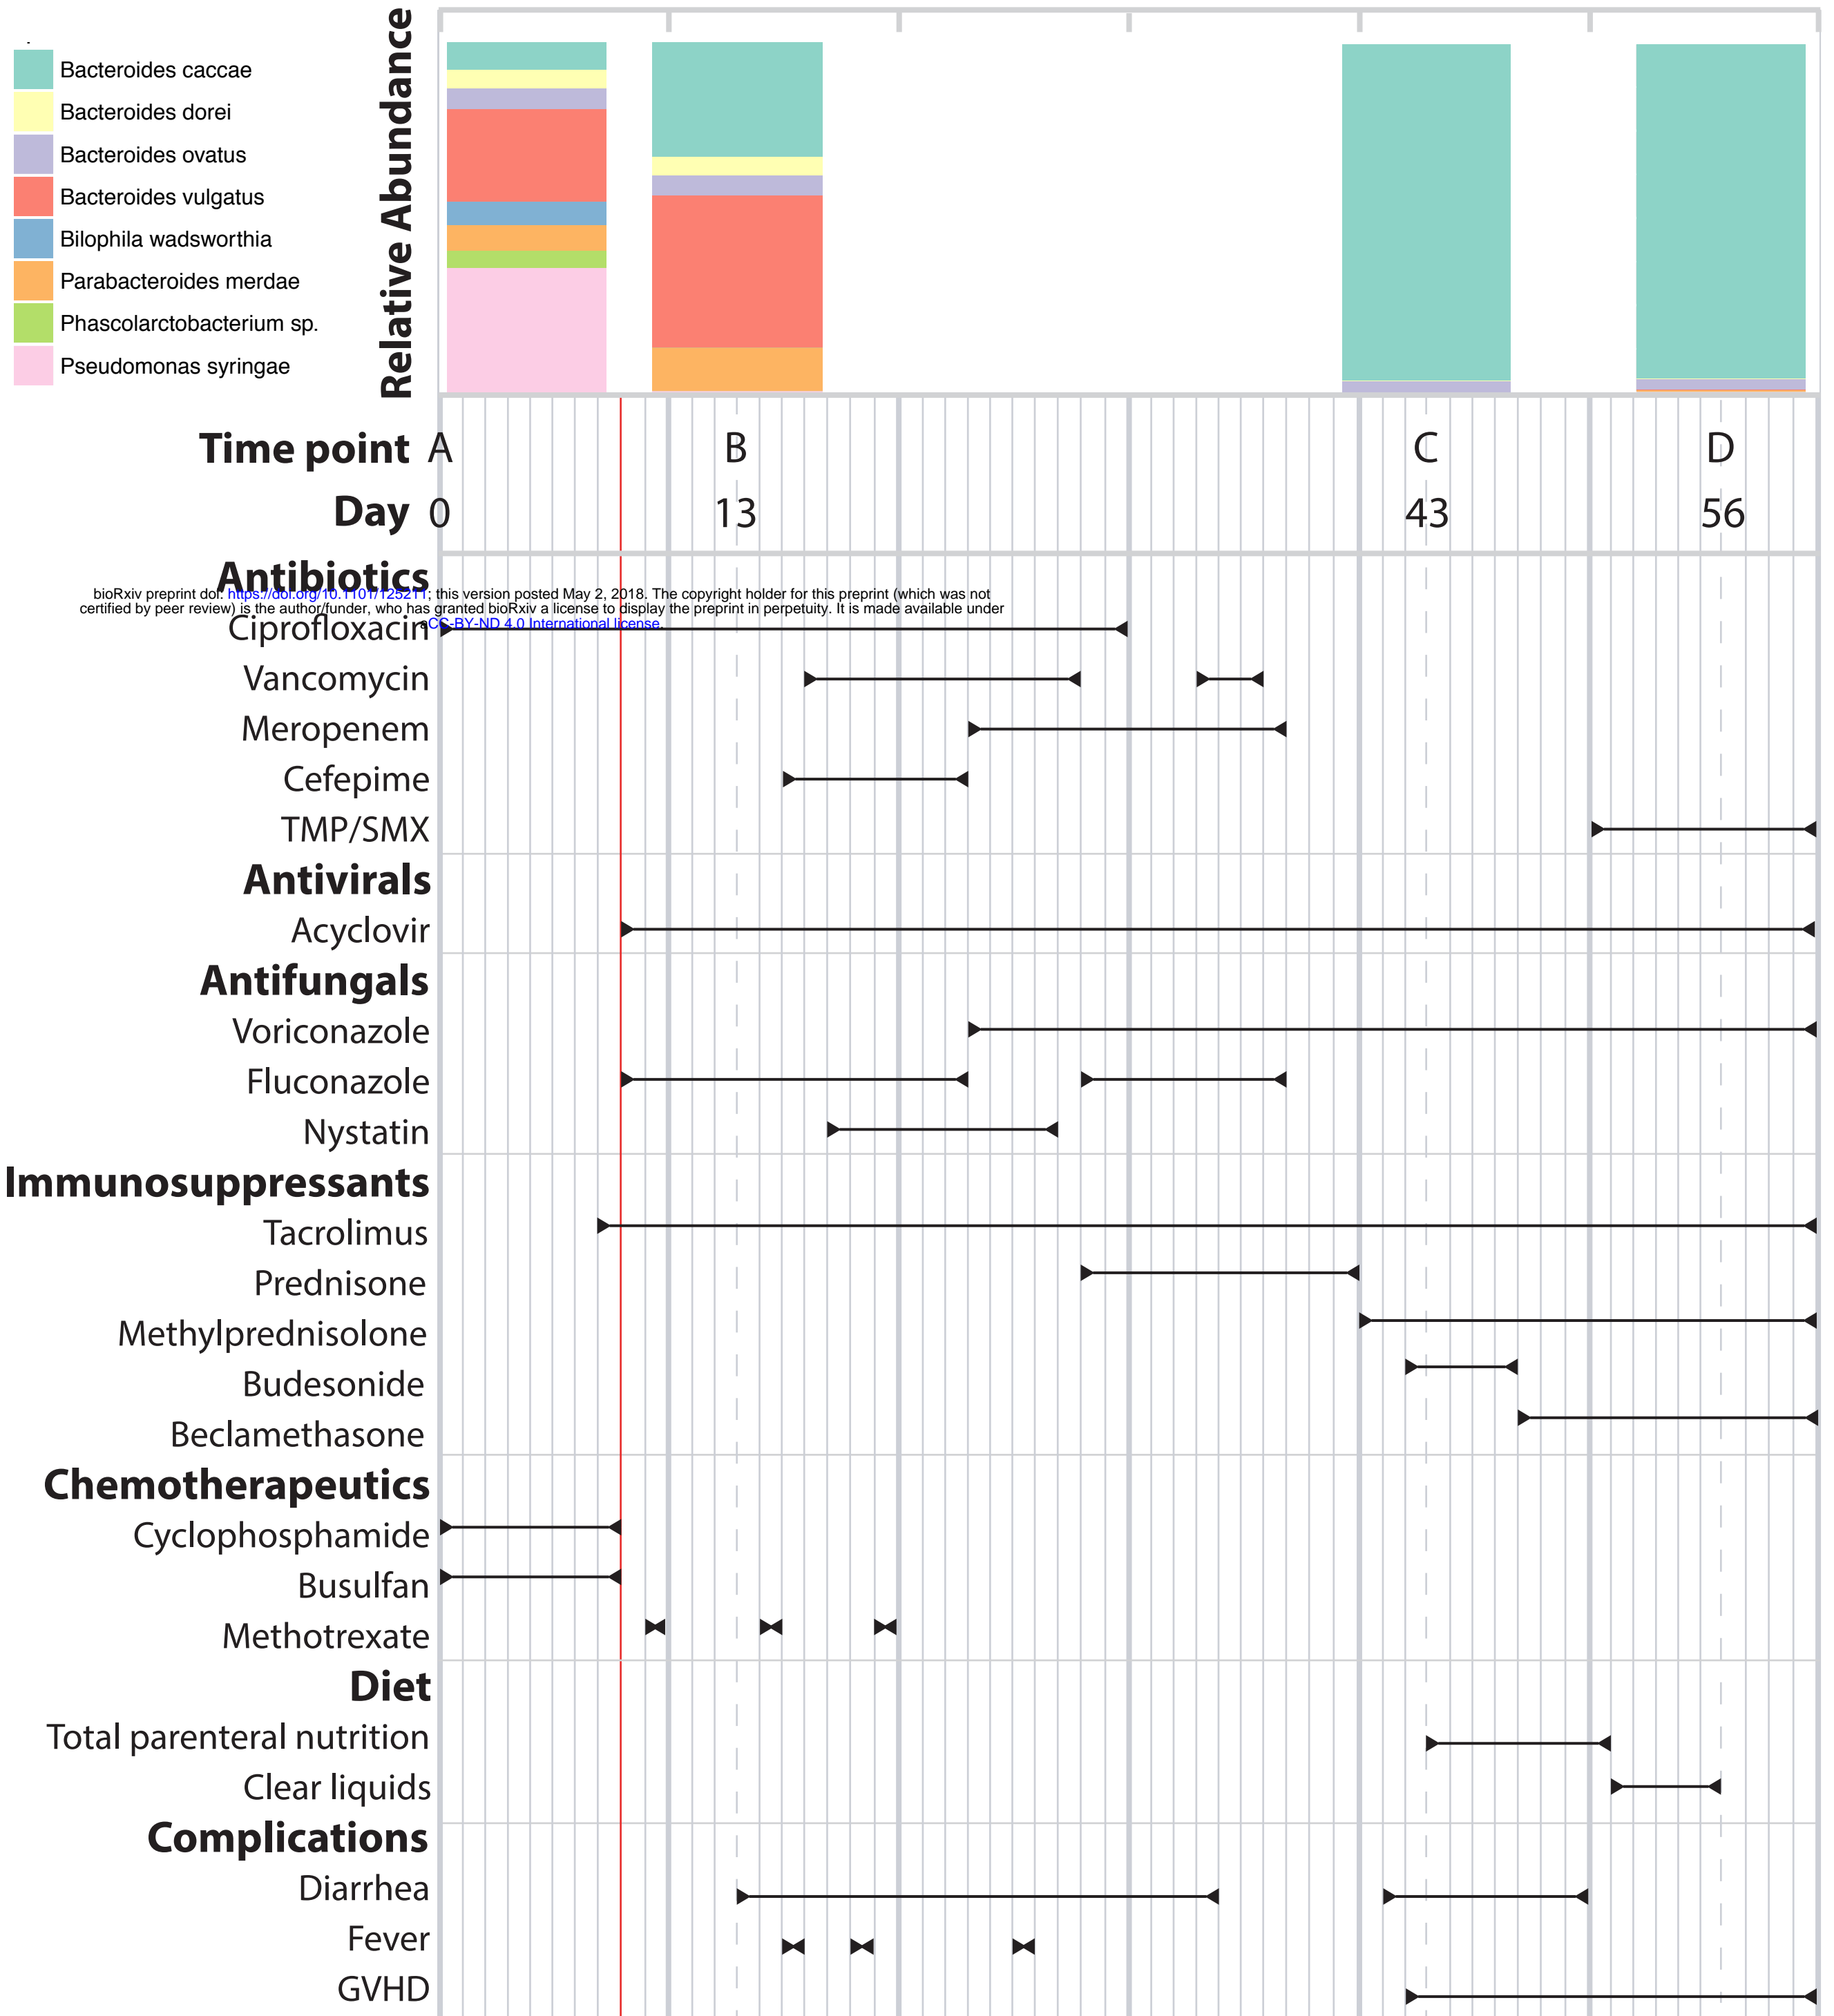 Bacteroides caccae
Bacteroides dorei
Bacteroides ovatus
Bacteroides vulgatus
Bilophila wadsworthia
Parabacteroides merdae
Phascolarctobacterium sp.
Pseudomonas syringae
Relative Abundance
Time point A B C D
Day 0 13 43 56
Antibiotics
bioRxiv preprint doi: https://doi.org/10.1101/125211; this version posted May 2, 2018. The copyright holder for this preprint (which was not
certified by peer review) is the author/funder, who has granted bioRxiv a license to display the preprint in perpetuity. It is made available under
aCC-BY-ND 4.0 International license.
Ciprofloxacin
Vancomycin
Meropenem
Cefepime
TMP/SMX
Antivirals
Acyclovir
Antifungals
Voriconazole
Fluconazole
Nystatin
Immunosuppressants
Tacrolimus
Prednisone
Methylprednisolone
Budesonide
Beclamethasone
Chemotherapeutics
Cyclophosphamide
Busulfan
Methotrexate
Diet
Total parenteral nutrition
Clear liquids
Complications
Diarrhea
Fever
GVHD